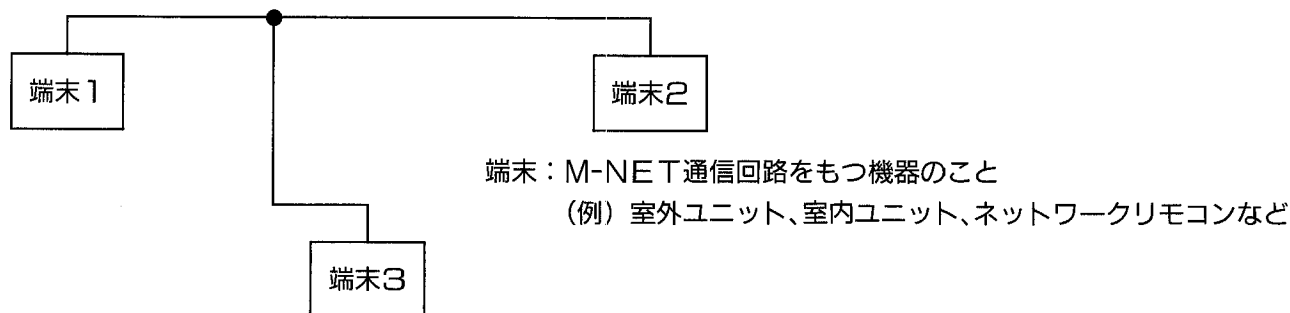 端末1
端末2
端末：M-NET通信回路をもつ機器のこと
（例）室外ユニット、室内ユニット、ネットワークリモコンなど
端末3